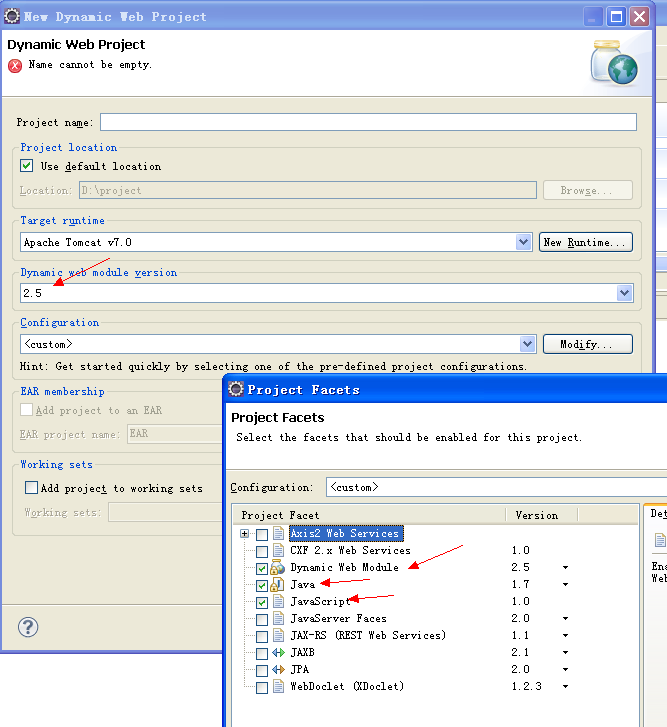 New Dynamic Web Project
Dynamic Web Project
Name cannot be empty.
Project name:
Project location
Use default location
Location: D:\project Browse...
Target runtime
Apache Tomcat v7.0 New Runtime...
Dynamic web module version
2.5
Configuration
<custom> Modify...
Hint: Get started quickly by selecting one of the pre-defined project configurations.
EAR membership
Add project to an EAR
EAR project name: EAR
Working sets
Add project to working sets
Working sets:
Project Facets
Project Facets
Select the facets that should be enabled for this project.
Configuration: <custom>
Project Facet Version
Axis2 Web Services
CXF 2.x Web Services 1.0
Dynamic Web Module 2.5
Java 1.7
JavaScript 1.0
JavaServer Faces 2.0
JAX-RS (REST Web Services) 1.1
JAXB 2.1
JPA 2.0
WebDoclet (XDoclet) 1.2.3